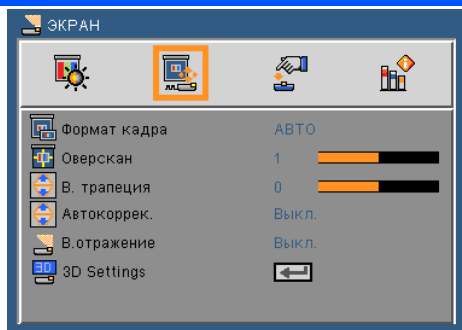 ЭКРАН
Формат кадра АВТО
Оверскан 1
В. трапеция 0
Автокоррек. Выкл.
В.отражение Выкл.
3D Settings